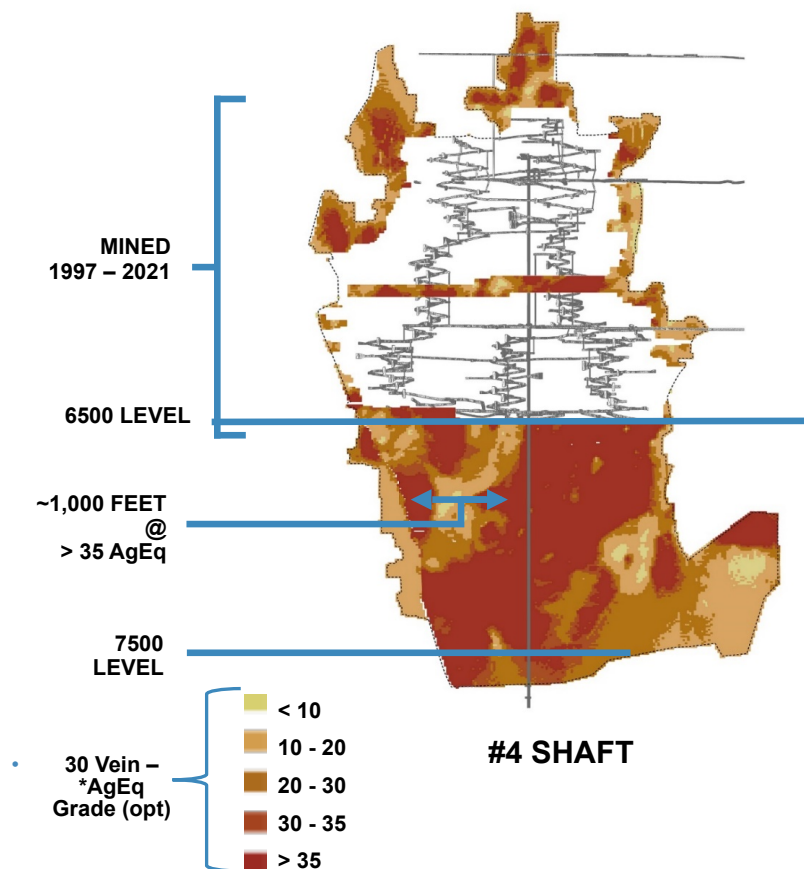 MINED
1997 – 2021
6500 LEVEL
~1,000 FEET
@
> 35 AgEq
7500
LEVEL
30 Vein –
*AgEq
Grade (opt)
< 10
10 - 20
20 - 30
30 - 35
> 35
#4 SHAFT